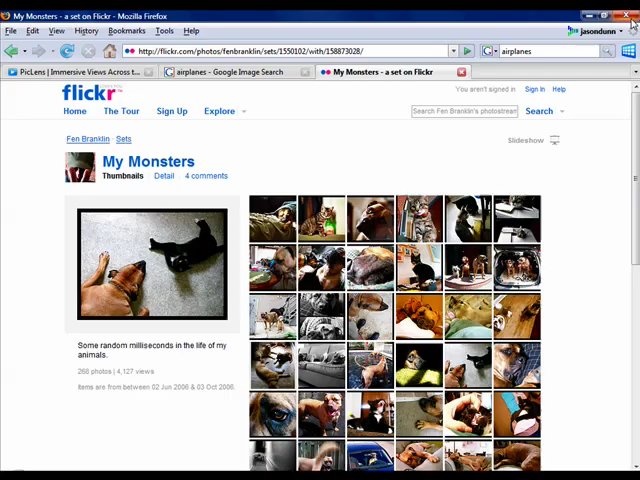 My Monsters - a set on Flickr - Mozilla Firefox
File Edit View History Bookmarks Tools Help
jasondunn
http://flickr.com/photos/fenbranklin/sets/1550102/with/158873028/
airplanes
PicLens | Immersive Views Across t...
airplanes - Google Image Search
My Monsters - a set on Flickr
flickr
You aren't signed in Sign In Help
Home The Tour Sign Up Explore
Search Fen Branklin's photostream
Search
Fen Branklin Sets
Slideshow
My Monsters
Thumbnails Detail 4 comments
Some random milliseconds in the life of my
animals.
268 photos | 4,127 views
items are from between 02 Jun 2006 & 03 Oct 2006.